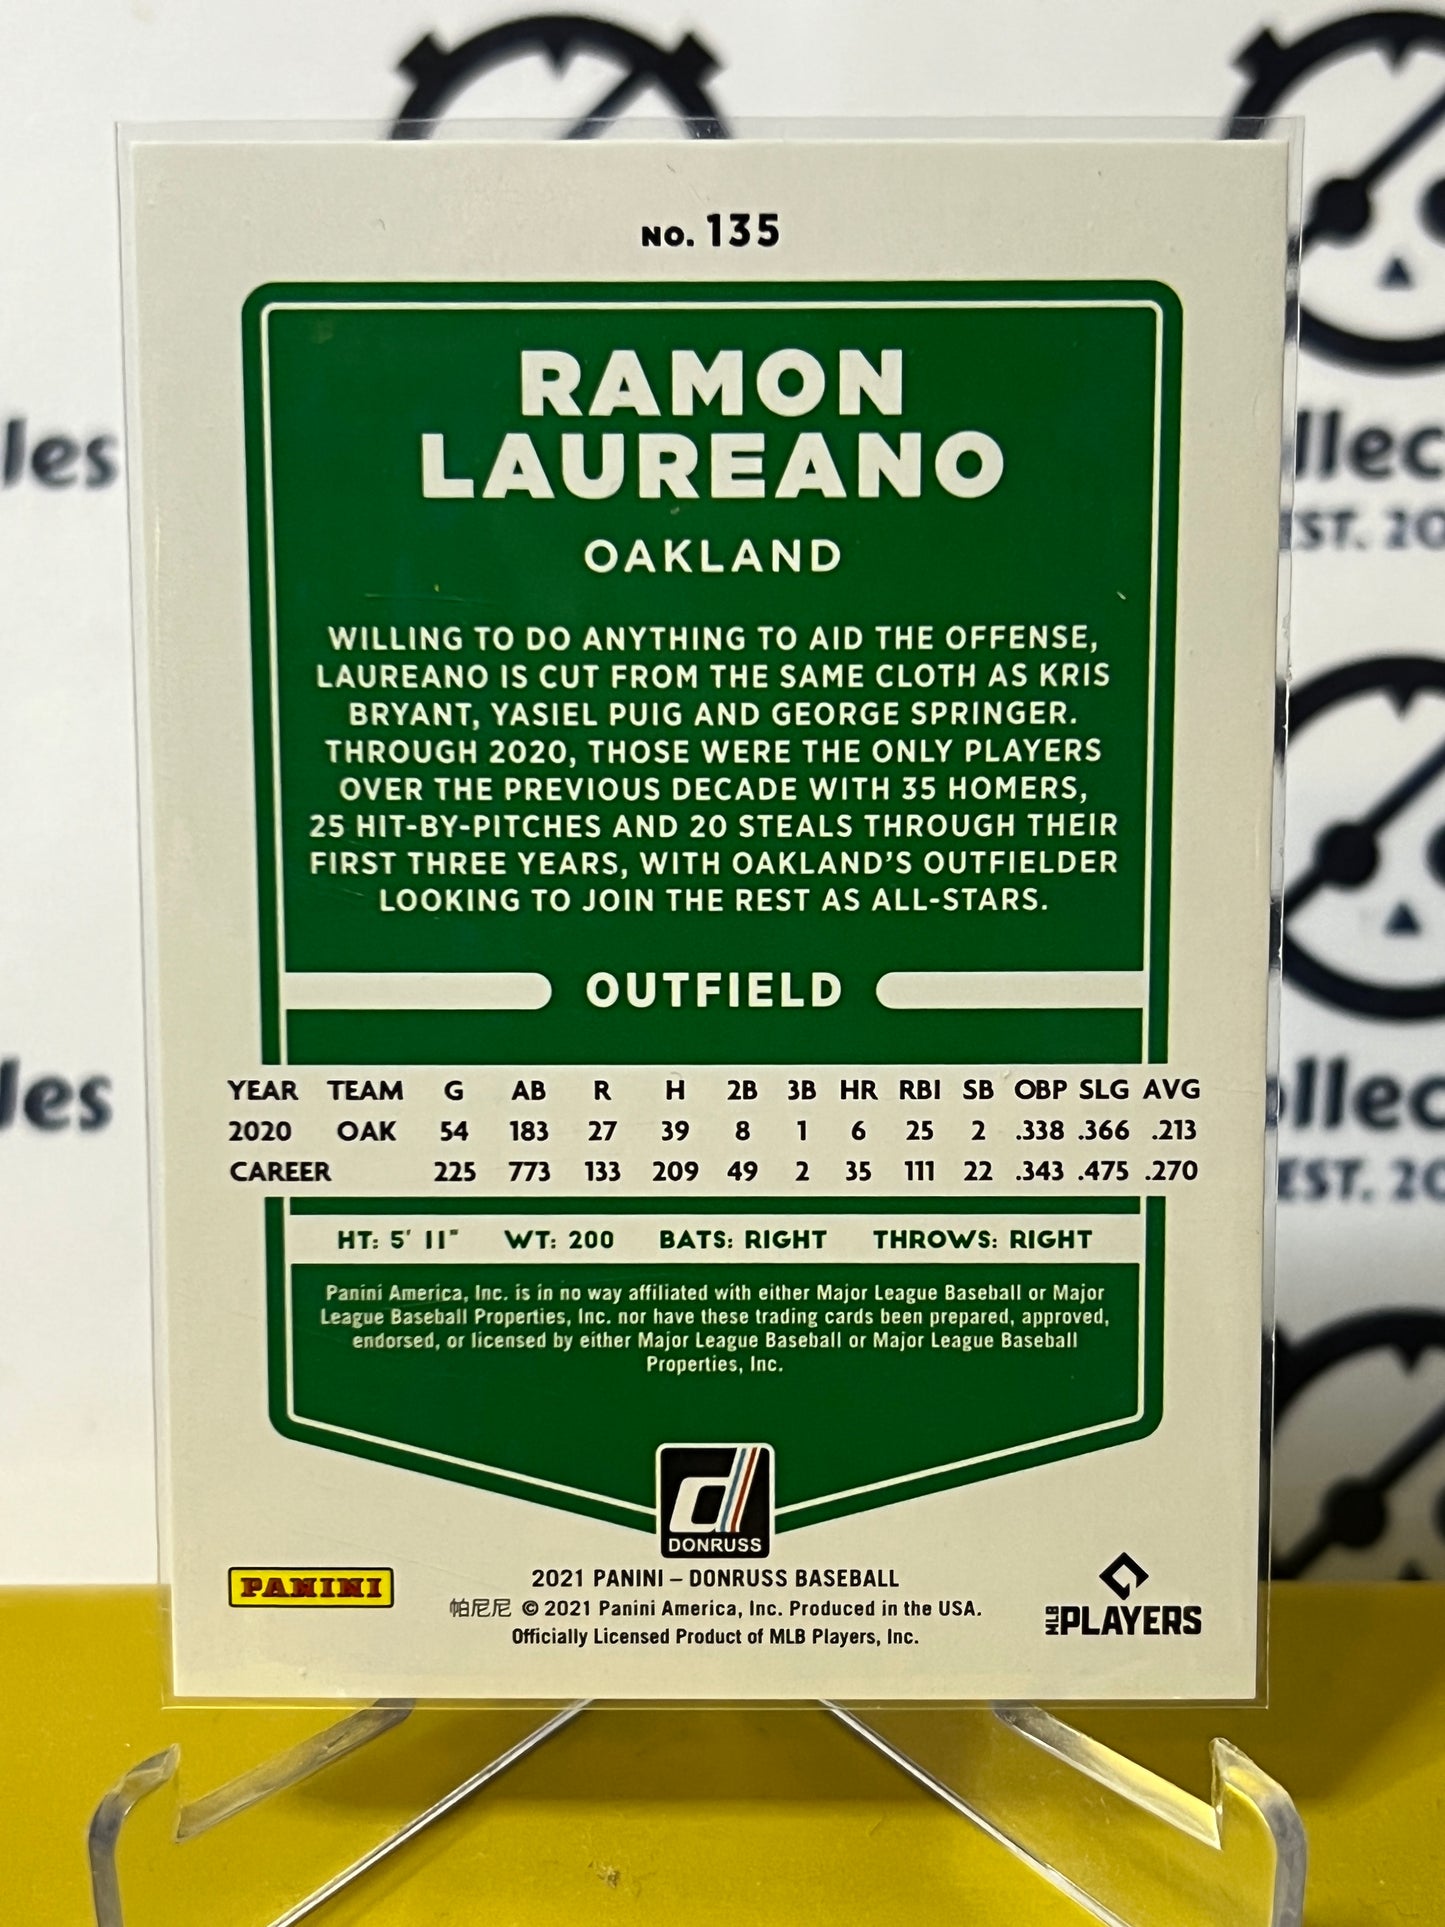 NO. 135
RAMON
LAUREANO
OAKLAND
WILLING TO DO ANYTHING TO AID THE OFFENSE,
LAUREANO IS CUT FROM THE SAME CLOTH AS KRIS
BRYANT, YASIEL PUIG AND GEORGE SPRINGER.
THROUGH 2020, THOSE WERE THE ONLY PLAYERS
OVER THE PREVIOUS DECADE WITH 35 HOMERS,
25 HIT-BY-PITCHES AND 20 STEALS THROUGH THEIR
FIRST THREE YEARS, WITH OAKLAND'S OUTFIELDER
LOOKING TO JOIN THE REST AS ALL-STARS.
OUTFIELD
YEAR TEAM G AB R H 2B 3B HR RBI SB OBP SLG AVG
2020 OAK 54 183 27 39 8 1 6 25 2 .338 .366 .213
CAREER 225 773 133 209 49 2 35 111 22 .343 .475 .270
HT: 5' 11" WT: 200 BATS: RIGHT THROWS: RIGHT
Panini America, Inc. is in no way affiliated with either Major League Baseball or Major
League Baseball Properties, Inc. nor have these trading cards been prepared, approved,
endorsed, or licensed by either Major League Baseball or Major League Baseball
Properties, Inc.
d
DONRUSS
PANINI
2021 PANINI – DONRUSS BASEBALL
帕尼尼 © 2021 Panini America, Inc. Produced in the USA.
Officially Licensed Product of MLB Players, Inc.
MLB PLAYERS
les
llec
EST. 20
les
llec
EST. 20